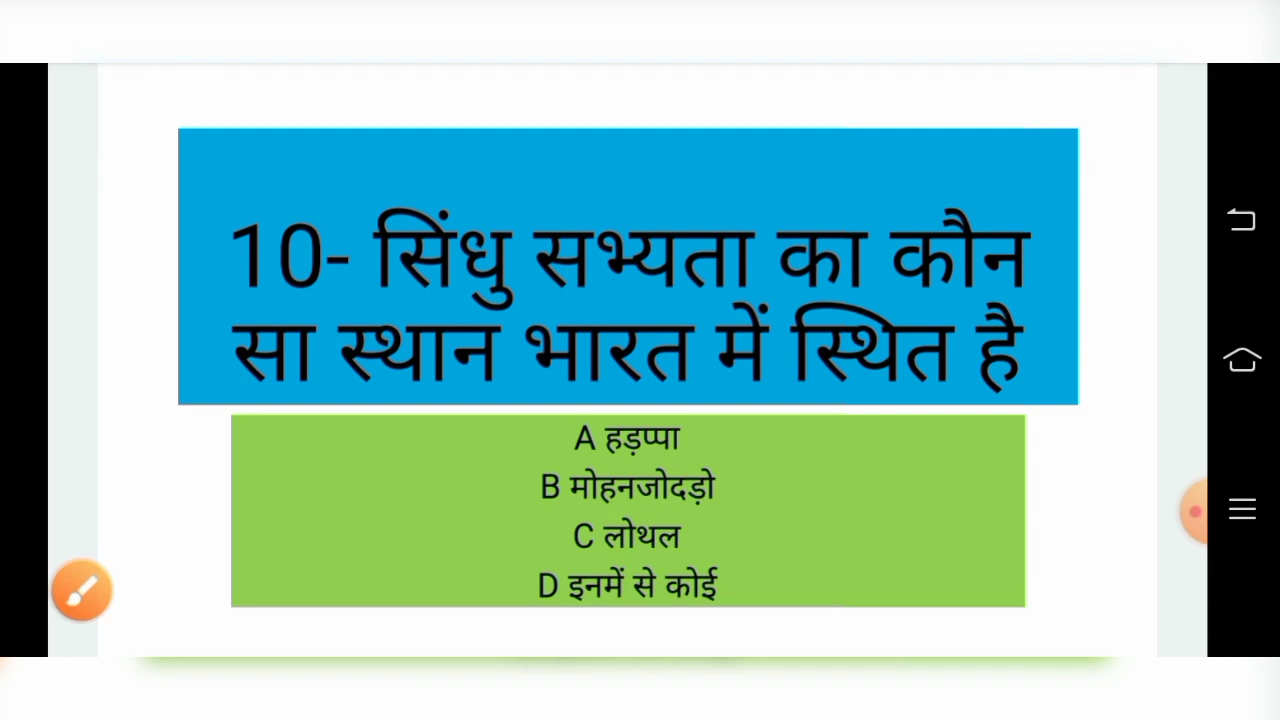 10- सिंधु सभ्यता का कौन
सा स्थान भारत में स्थित है
A हड़प्पा
B मोहनजोदड़ो
C लोथल
D इनमें से कोई